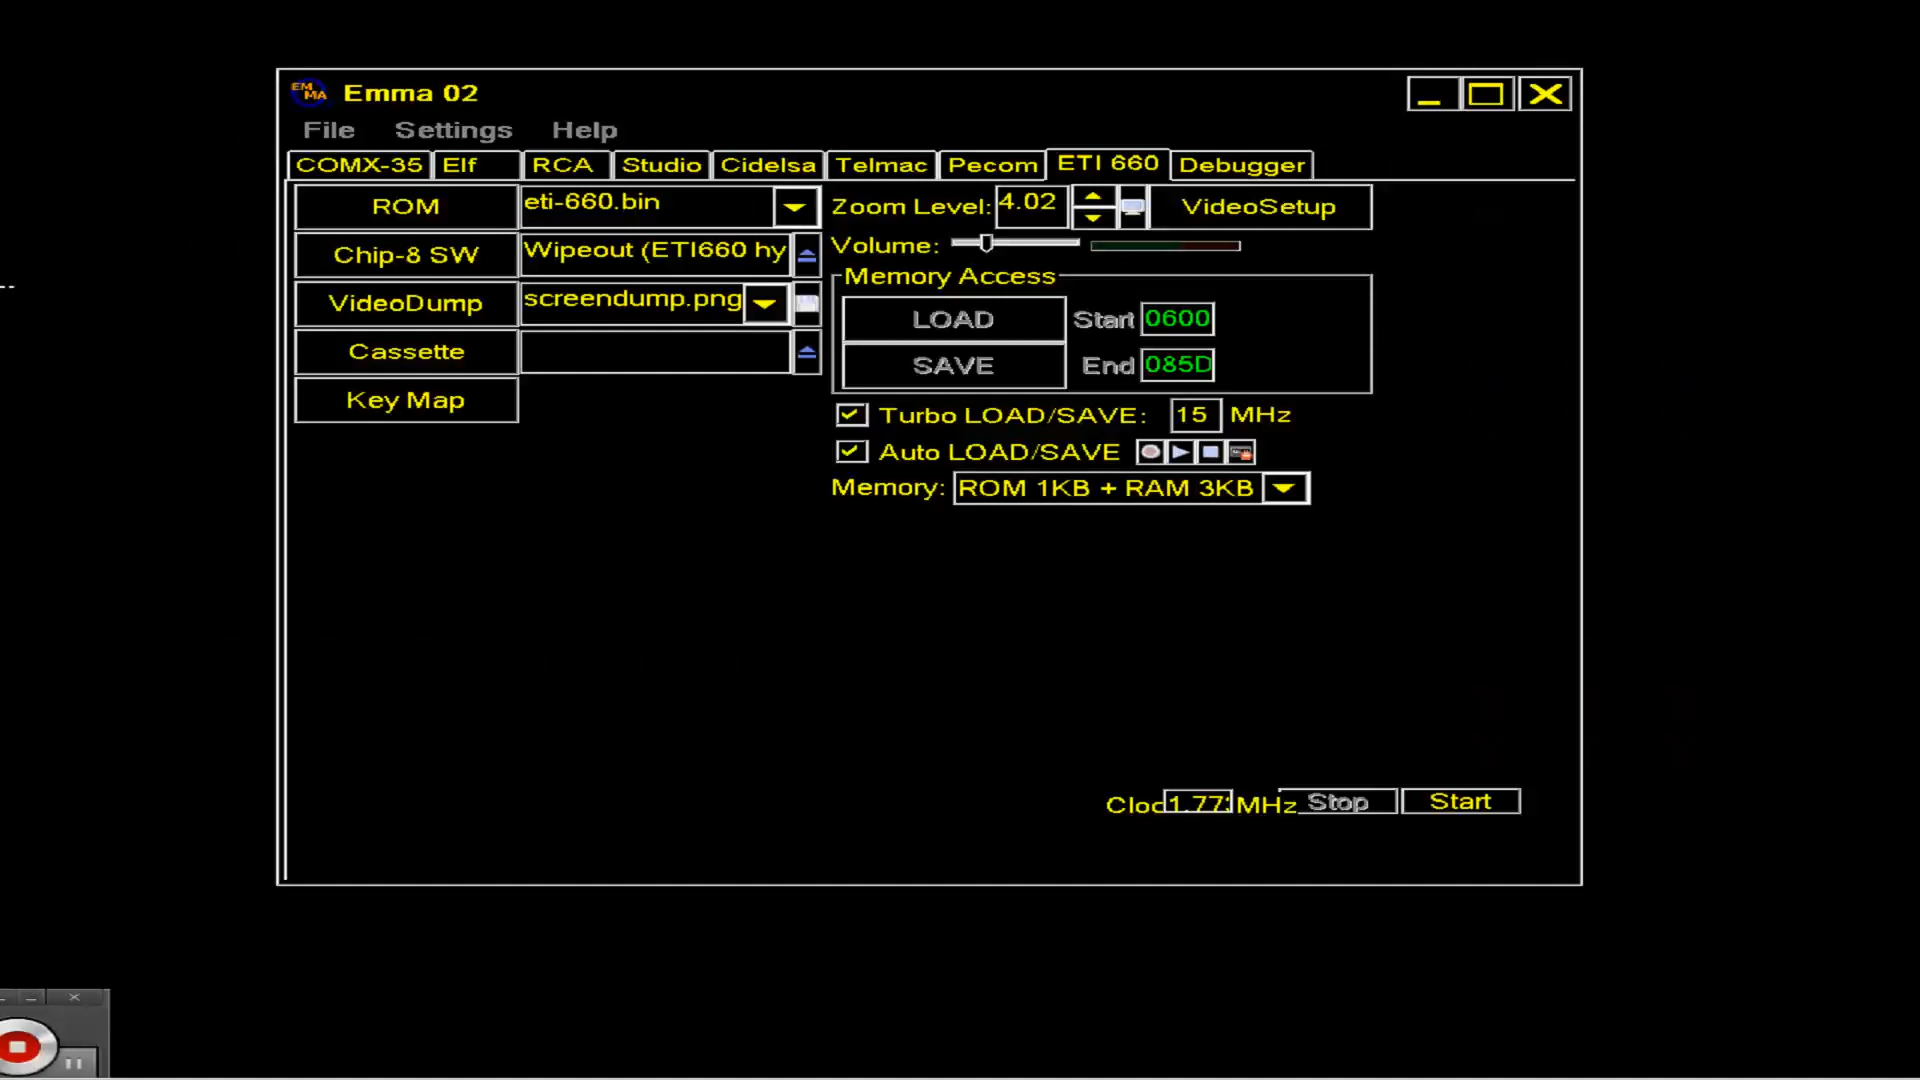 Emma 02
File Settings Help
COMX-35 Elf RCA Studio Cidelsa Telmac Pecom ETI 660 Debugger
ROM eti-660.bin Zoom Level: 4.02 VideoSetup
Chip-8 SW Wipeout (ETI660 hy Volume:
Memory Access
VideoDump screendump.png LOAD Start 0600
Cassette SAVE End 085D
Key Map
Turbo LOAD/SAVE: 15 MHz
Auto LOAD/SAVE
Memory: ROM 1KB + RAM 3KB
Cloc 1.77 MHz Stop Start